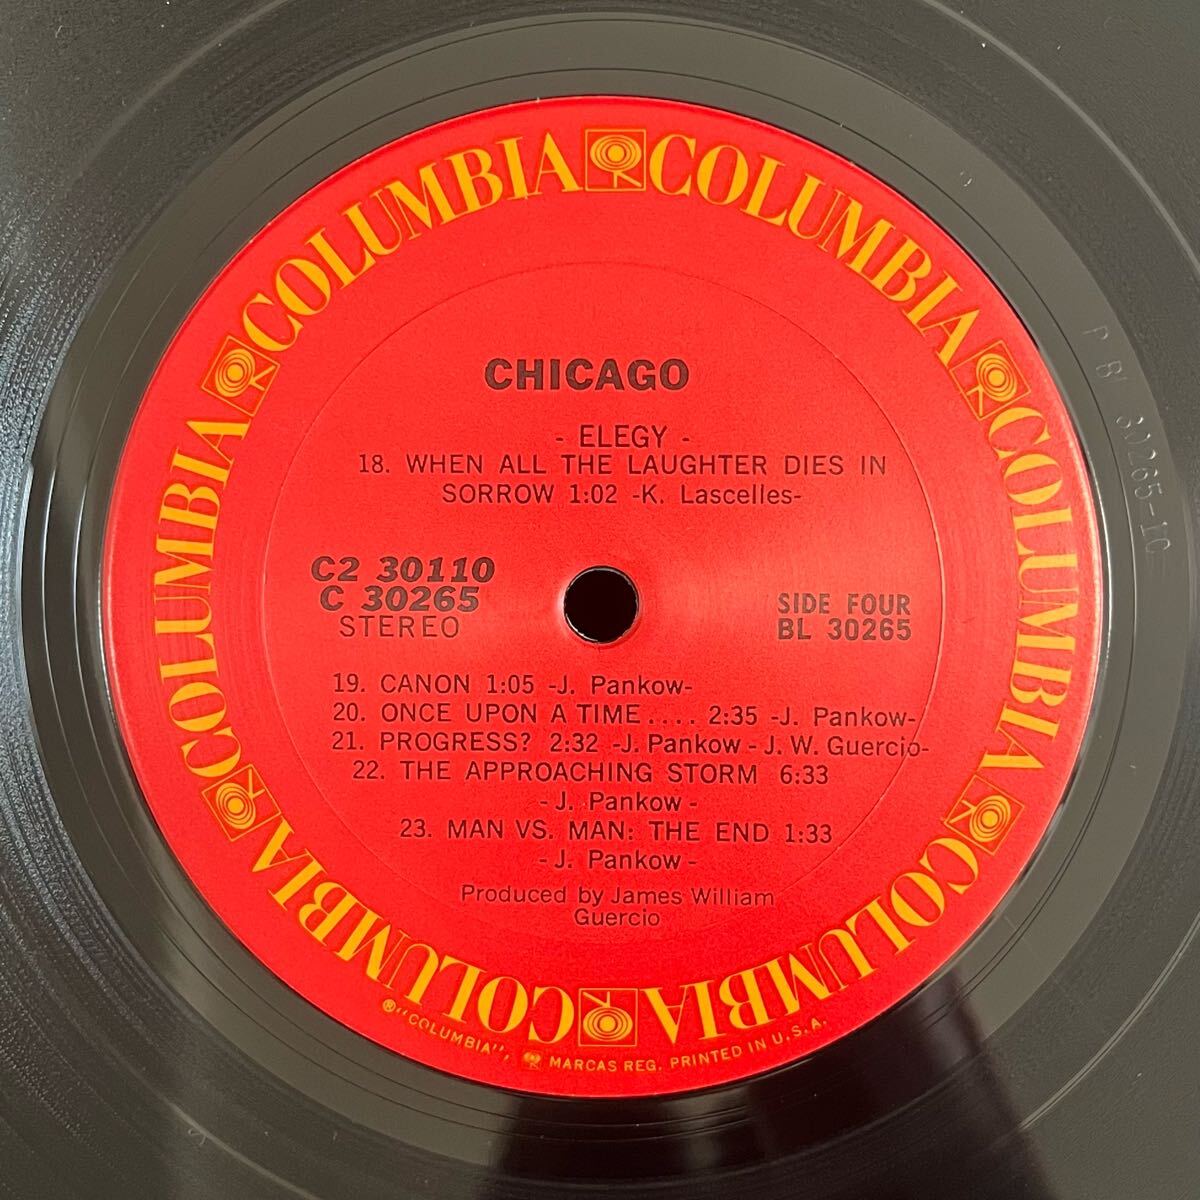 COLUMBIA COLUMBIA COLUMBIA COLUMBIA COLUMBIA COLUMBIA
CHICAGO
- ELEGY -
18. WHEN ALL THE LAUGHTER DIES IN
SORROW 1:02 -K. Lascelles-
C2 30110
C 30265
STEREO
SIDE FOUR
BL 30265
19. CANON 1:05 -J. Pankow-
20. ONCE UPON A TIME.... 2:35 -J. Pankow-
21. PROGRESS? 2:32 -J. Pankow - J. W. Guercio-
22. THE APPROACHING STORM 6:33
- J. Pankow -
23. MAN VS. MAN: THE END 1:33
- J. Pankow -
Produced by James William
Guercio
®"COLUMBIA", MARCAS REG. PRINTED IN U.S.A.
30265-1C